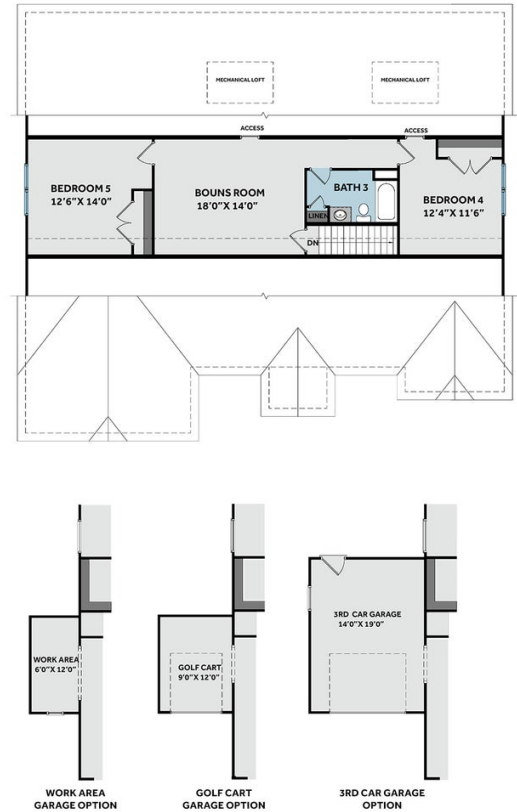 MECHANICAL LOFT
MECHANICAL LOFT
ACCESS
ACCESS
BEDROOM 5
12'6"X 14'0"
BOUNS ROOM
18'0"X 14'0"
BATH 3
LINEN
DN
BEDROOM 4
12'4"X 11'6"
WORK AREA
6'0"X 12'0"
GOLF CART
9'0"X 12'0"
3RD CAR GARAGE
14'0"X 19'0"
WORK AREA
GARAGE OPTION
GOLF CART
GARAGE OPTION
3RD CAR GARAGE
OPTION